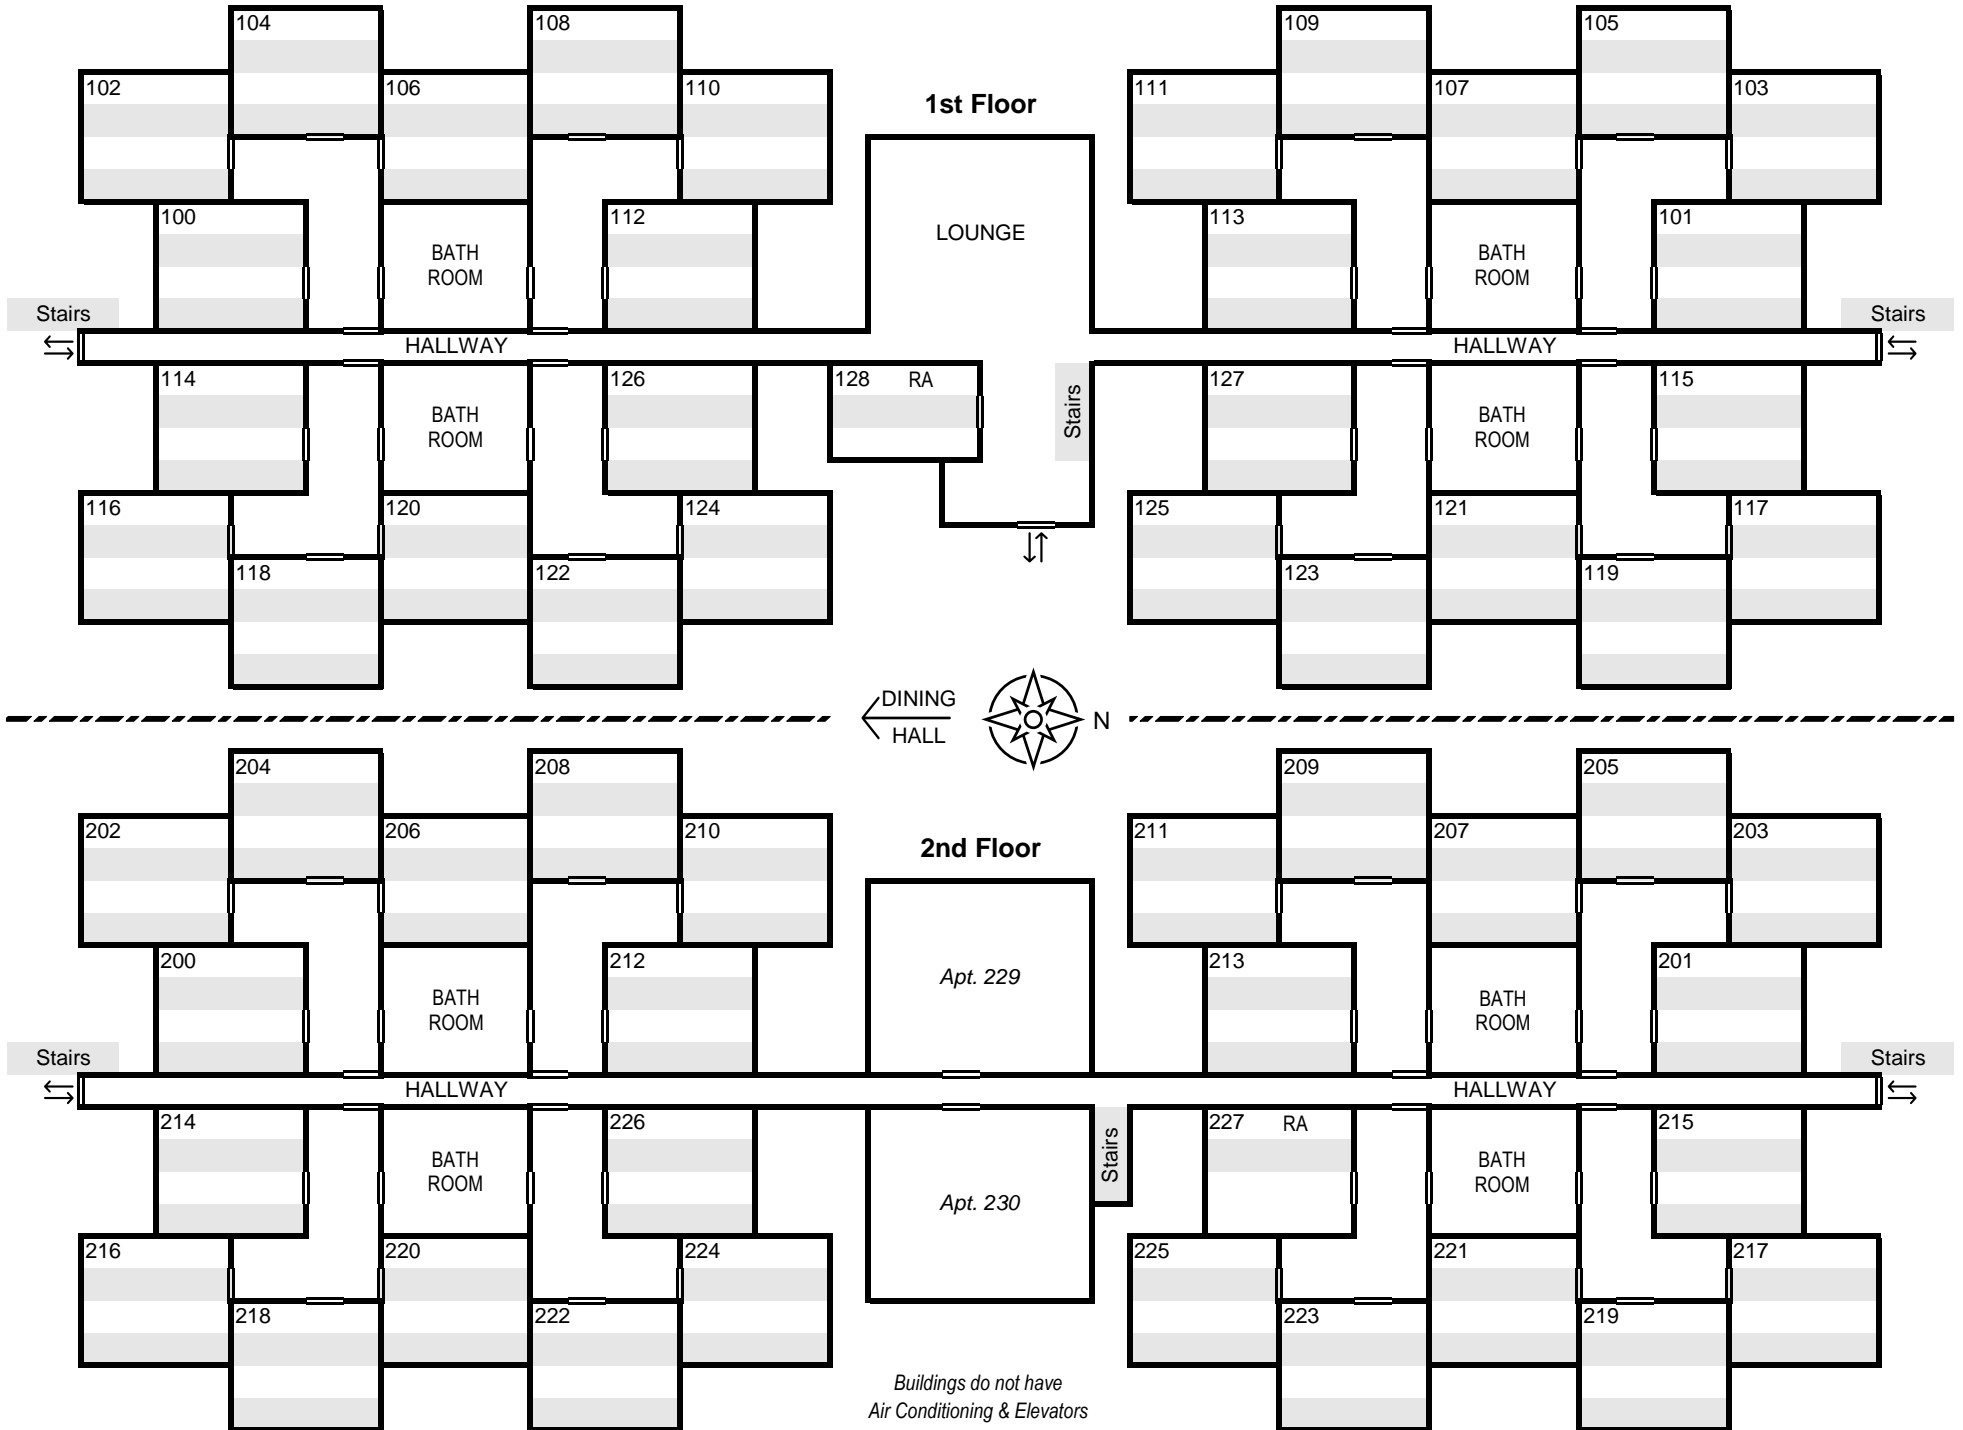 104 108 109 105
102 106 110 111 107 103
1st Floor
100 112 113 101
BATH
ROOM
LOUNGE
BATH
ROOM
Stairs Stairs
HALLWAY HALLWAY
114 126 128 RA 127 115
BATH
ROOM
Stairs
BATH
ROOM
116 120 124 125 121 117
118 122 123 119
DINING
HALL
N
204 208 209 205
202 206 210 211 207 203
2nd Floor
200 212 213 201
BATH
ROOM
Apt. 229
BATH
ROOM
Stairs Stairs
HALLWAY HALLWAY
214 226 227 RA 215
BATH
ROOM
Apt. 230
Stairs
BATH
ROOM
216 220 224 225 221 217
218 222 223 219
Buildings do not have
Air Conditioning & Elevators